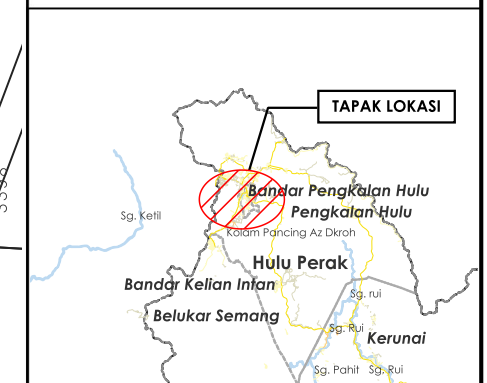 TAPAK LOKASI
Bandar Pengkalan Hulu
Pengkalan Hulu
Sg. Ketil
Kolam Pancing Az Dkroh
Hulu Perak
Bandar Kelian Intan
Sg. rui
Belukar Semang
Sg. Rui
Kerunai
Sg. Pahit
Sg. Rui